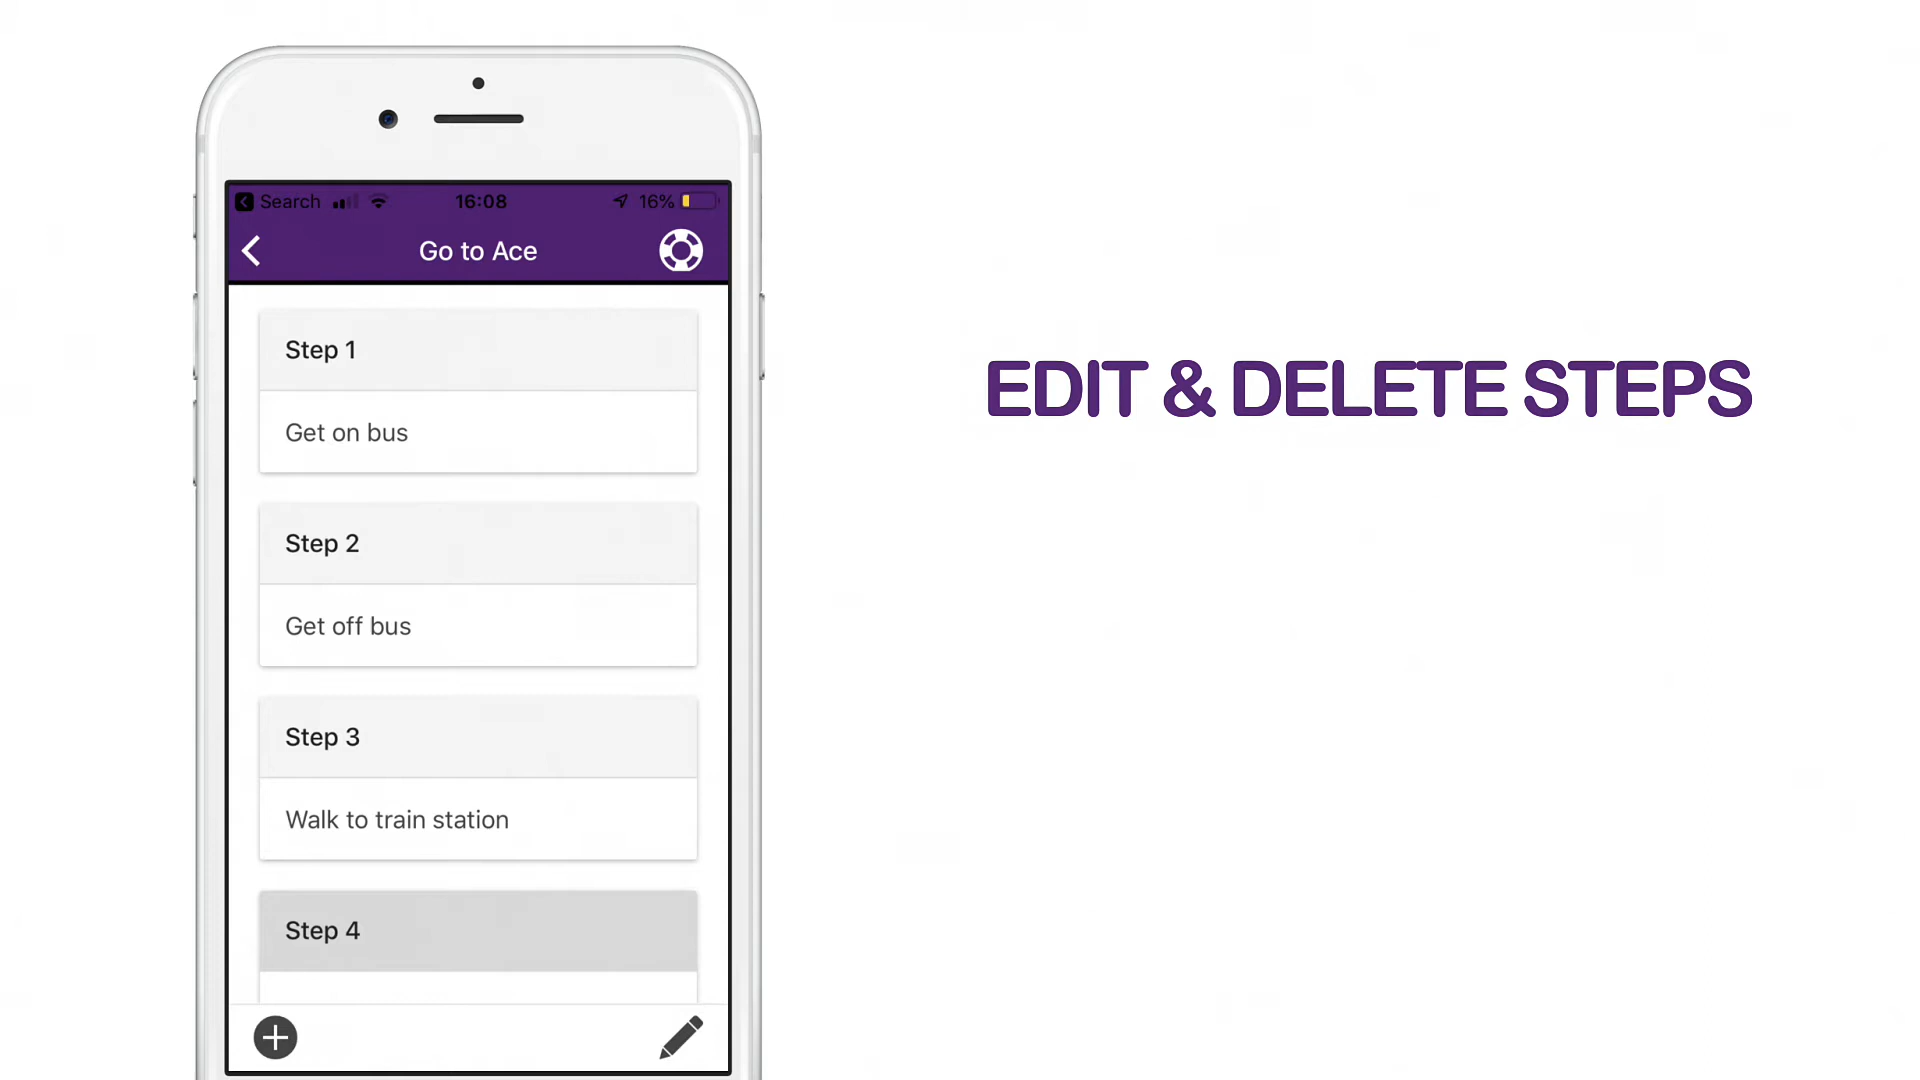 Search 16:08 16%
Go to Ace
Step 1
Get on bus
Step 2
Get off bus
Step 3
Walk to train station
Step 4
EDIT & DELETE STEPS